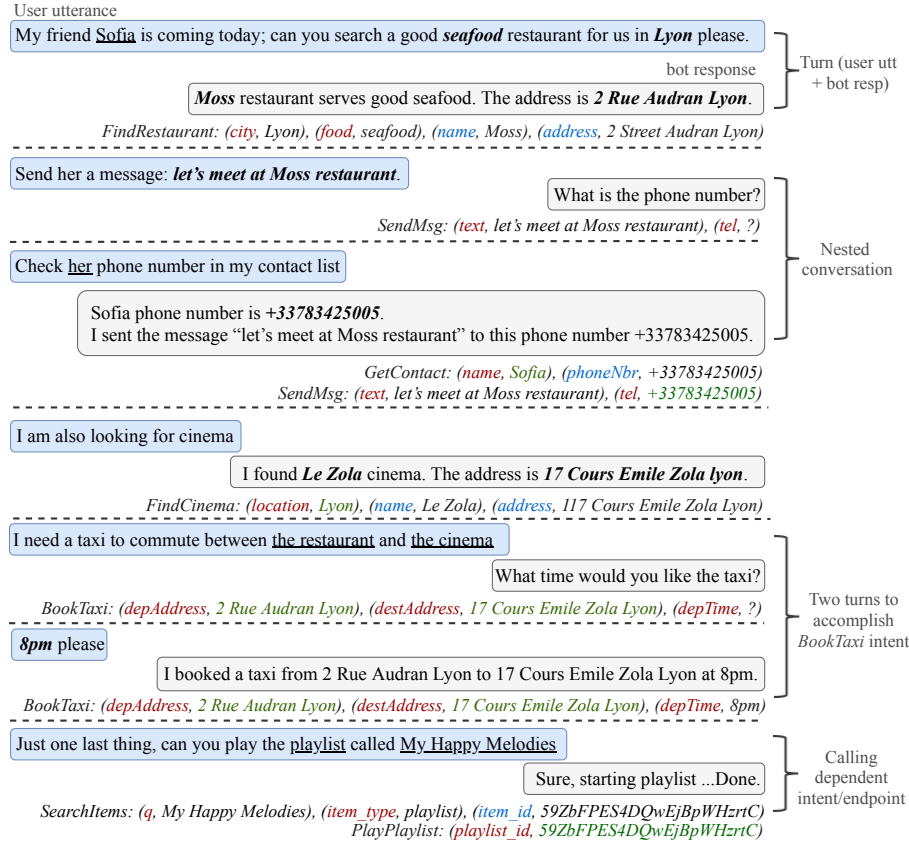 User utterance
My friend Sofia is coming today; can you search a good seafood restaurant for us in Lyon please.
bot response
Turn (user utt
+ bot resp)
Moss restaurant serves good seafood. The address is 2 Rue Audran Lyon.
FindRestaurant: (city, Lyon), (food, seafood), (name, Moss), (address, 2 Street Audran Lyon)
Send her a message: let's meet at Moss restaurant.
What is the phone number?
SendMsg: (text, let's meet at Moss restaurant), (tel, ?)
Nested
conversation
Check her phone number in my contact list
Sofia phone number is +33783425005.
I sent the message “let's meet at Moss restaurant” to this phone number +33783425005.
GetContact: (name, Sofia), (phoneNbr, +33783425005)
SendMsg: (text, let's meet at Moss restaurant), (tel, +33783425005)
I am also looking for cinema
I found Le Zola cinema. The address is 17 Cours Emile Zola lyon.
FindCinema: (location, Lyon), (name, Le Zola), (address, 117 Cours Emile Zola Lyon)
I need a taxi to commute between the restaurant and the cinema
What time would you like the taxi?
BookTaxi: (depAddress, 2 Rue Audran Lyon), (destAddress, 17 Cours Emile Zola Lyon), (depTime, ?)
Two turns to
accomplish
BookTaxi intent
8pm please
I booked a taxi from 2 Rue Audran Lyon to 17 Cours Emile Zola Lyon at 8pm.
BookTaxi: (depAddress, 2 Rue Audran Lyon), (destAddress, 17 Cours Emile Zola Lyon), (depTime, 8pm)
Just one last thing, can you play the playlist called My Happy Melodies
Sure, starting playlist ...Done.
Calling
dependent
intent/endpoint
SearchItems: (q, My Happy Melodies), (item_type, playlist), (item_id, 59ZbFPES4DQwEjBpWHzrtC)
PlayPlaylist: (playlist_id, 59ZbFPES4DQwEjBpWHzrtC)